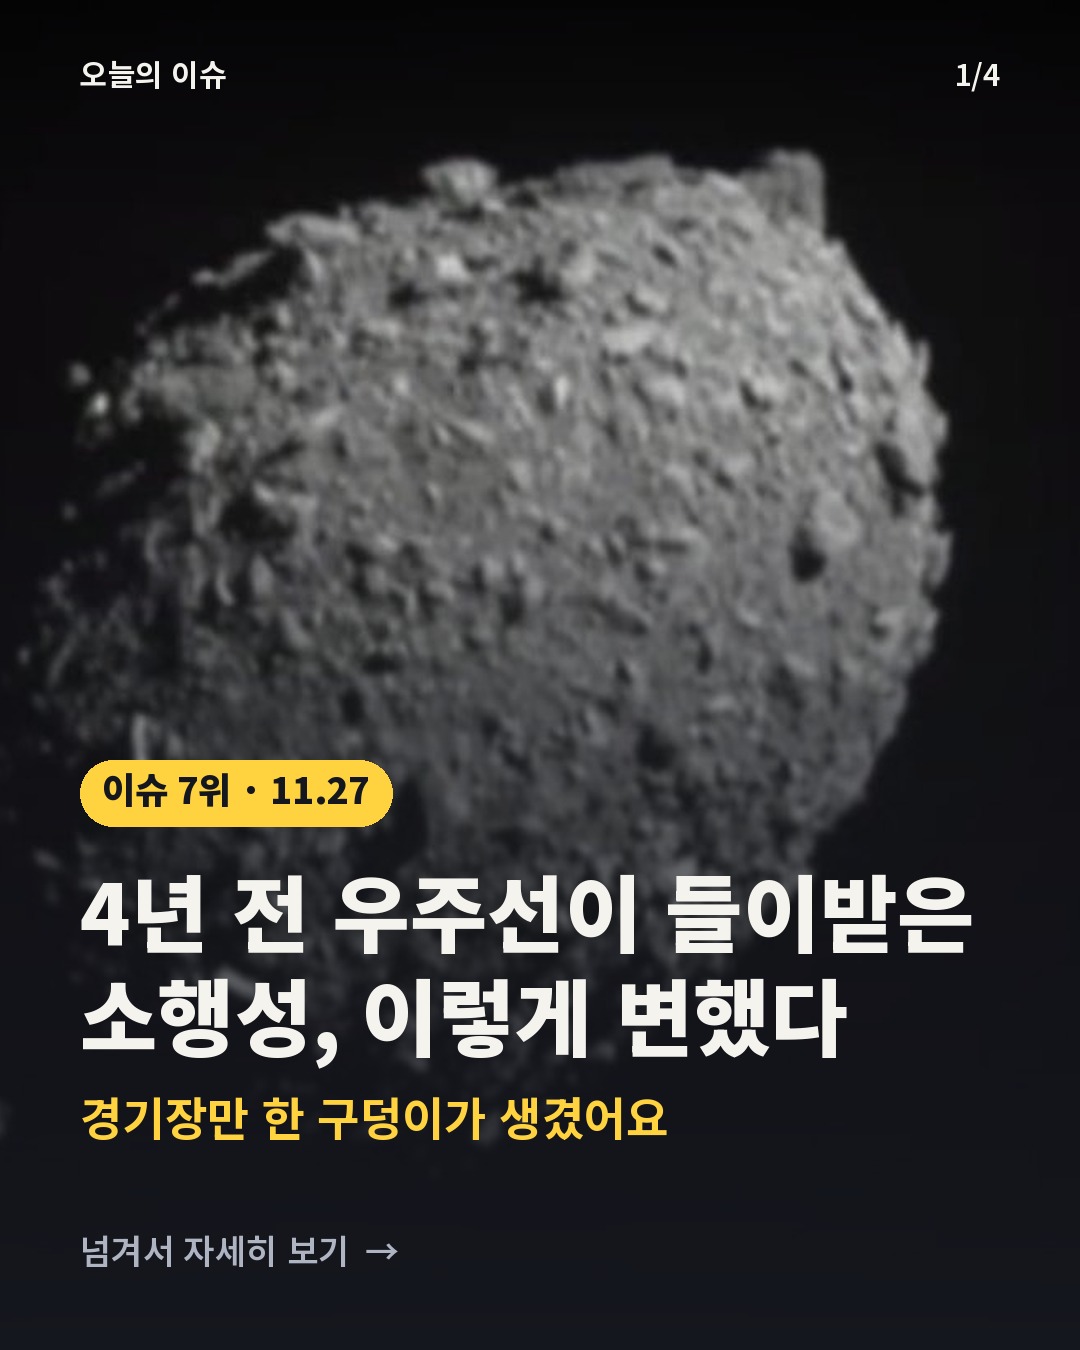 오늘의 이슈
1/4
이슈 7위 · 11.27
4년 전 우주선이 들이받은
소행성, 이렇게 변했다
경기장만 한 구덩이가 생겼어요
넘겨서 자세히 보기 →